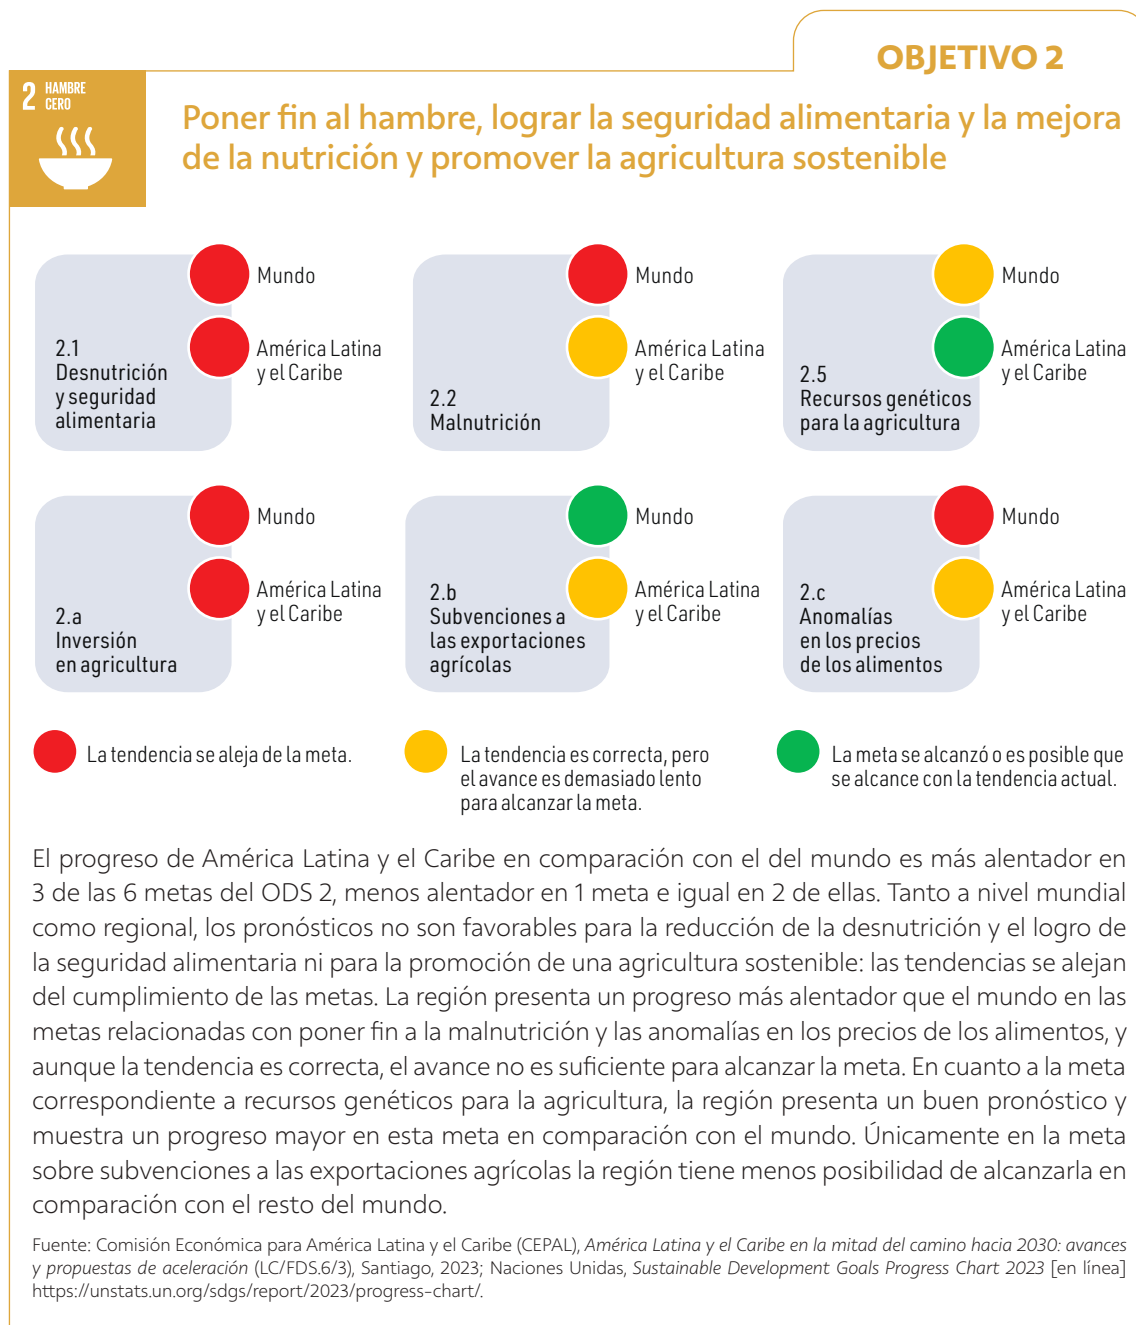 OBJETIVO 2
2 HAMBRE
CERO
Poner fin al hambre, lograr la seguridad alimentaria y la mejora
de la nutrición y promover la agricultura sostenible
Mundo
América Latina
y el Caribe
2.1
Desnutrición
y seguridad
alimentaria
Mundo
América Latina
y el Caribe
2.2
Malnutrición
Mundo
América Latina
y el Caribe
2.5
Recursos genéticos
para la agricultura
Mundo
América Latina
y el Caribe
2.a
Inversión
en agricultura
Mundo
América Latina
y el Caribe
2.b
Subvenciones a
las exportaciones
agrícolas
Mundo
América Latina
y el Caribe
2.c
Anomalías
en los precios
de los alimentos
La tendencia se aleja de la meta.
La tendencia es correcta, pero
el avance es demasiado lento
para alcanzar la meta.
La meta se alcanzó o es posible que
se alcance con la tendencia actual.
El progreso de América Latina y el Caribe en comparación con el del mundo es más alentador en
3 de las 6 metas del ODS 2, menos alentador en 1 meta e igual en 2 de ellas. Tanto a nivel mundial
como regional, los pronósticos no son favorables para la reducción de la desnutrición y el logro de
la seguridad alimentaria ni para la promoción de una agricultura sostenible: las tendencias se alejan
del cumplimiento de las metas. La región presenta un progreso más alentador que el mundo en las
metas relacionadas con poner fin a la malnutrición y las anomalías en los precios de los alimentos, y
aunque la tendencia es correcta, el avance no es suficiente para alcanzar la meta. En cuanto a la meta
correspondiente a recursos genéticos para la agricultura, la región presenta un buen pronóstico y
muestra un progreso mayor en esta meta en comparación con el mundo. Únicamente en la meta
sobre subvenciones a las exportaciones agrícolas la región tiene menos posibilidad de alcanzarla en
comparación con el resto del mundo.
Fuente: Comisión Económica para América Latina y el Caribe (CEPAL), América Latina y el Caribe en la mitad del camino hacia 2030: avances
y propuestas de aceleración (LC/FDS.6/3), Santiago, 2023; Naciones Unidas, Sustainable Development Goals Progress Chart 2023 [en línea]
https://unstats.un.org/sdgs/report/2023/progress-chart/.